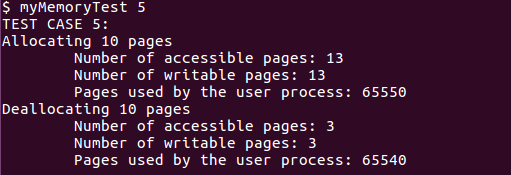 $ myMemoryTest 5
TEST CASE 5:
Allocating 10 pages
Number of accessible pages: 13
Number of writable pages: 13
Pages used by the user process: 65550
Deallocating 10 pages
Number of accessible pages: 3
Number of writable pages: 3
Pages used by the user process: 65540